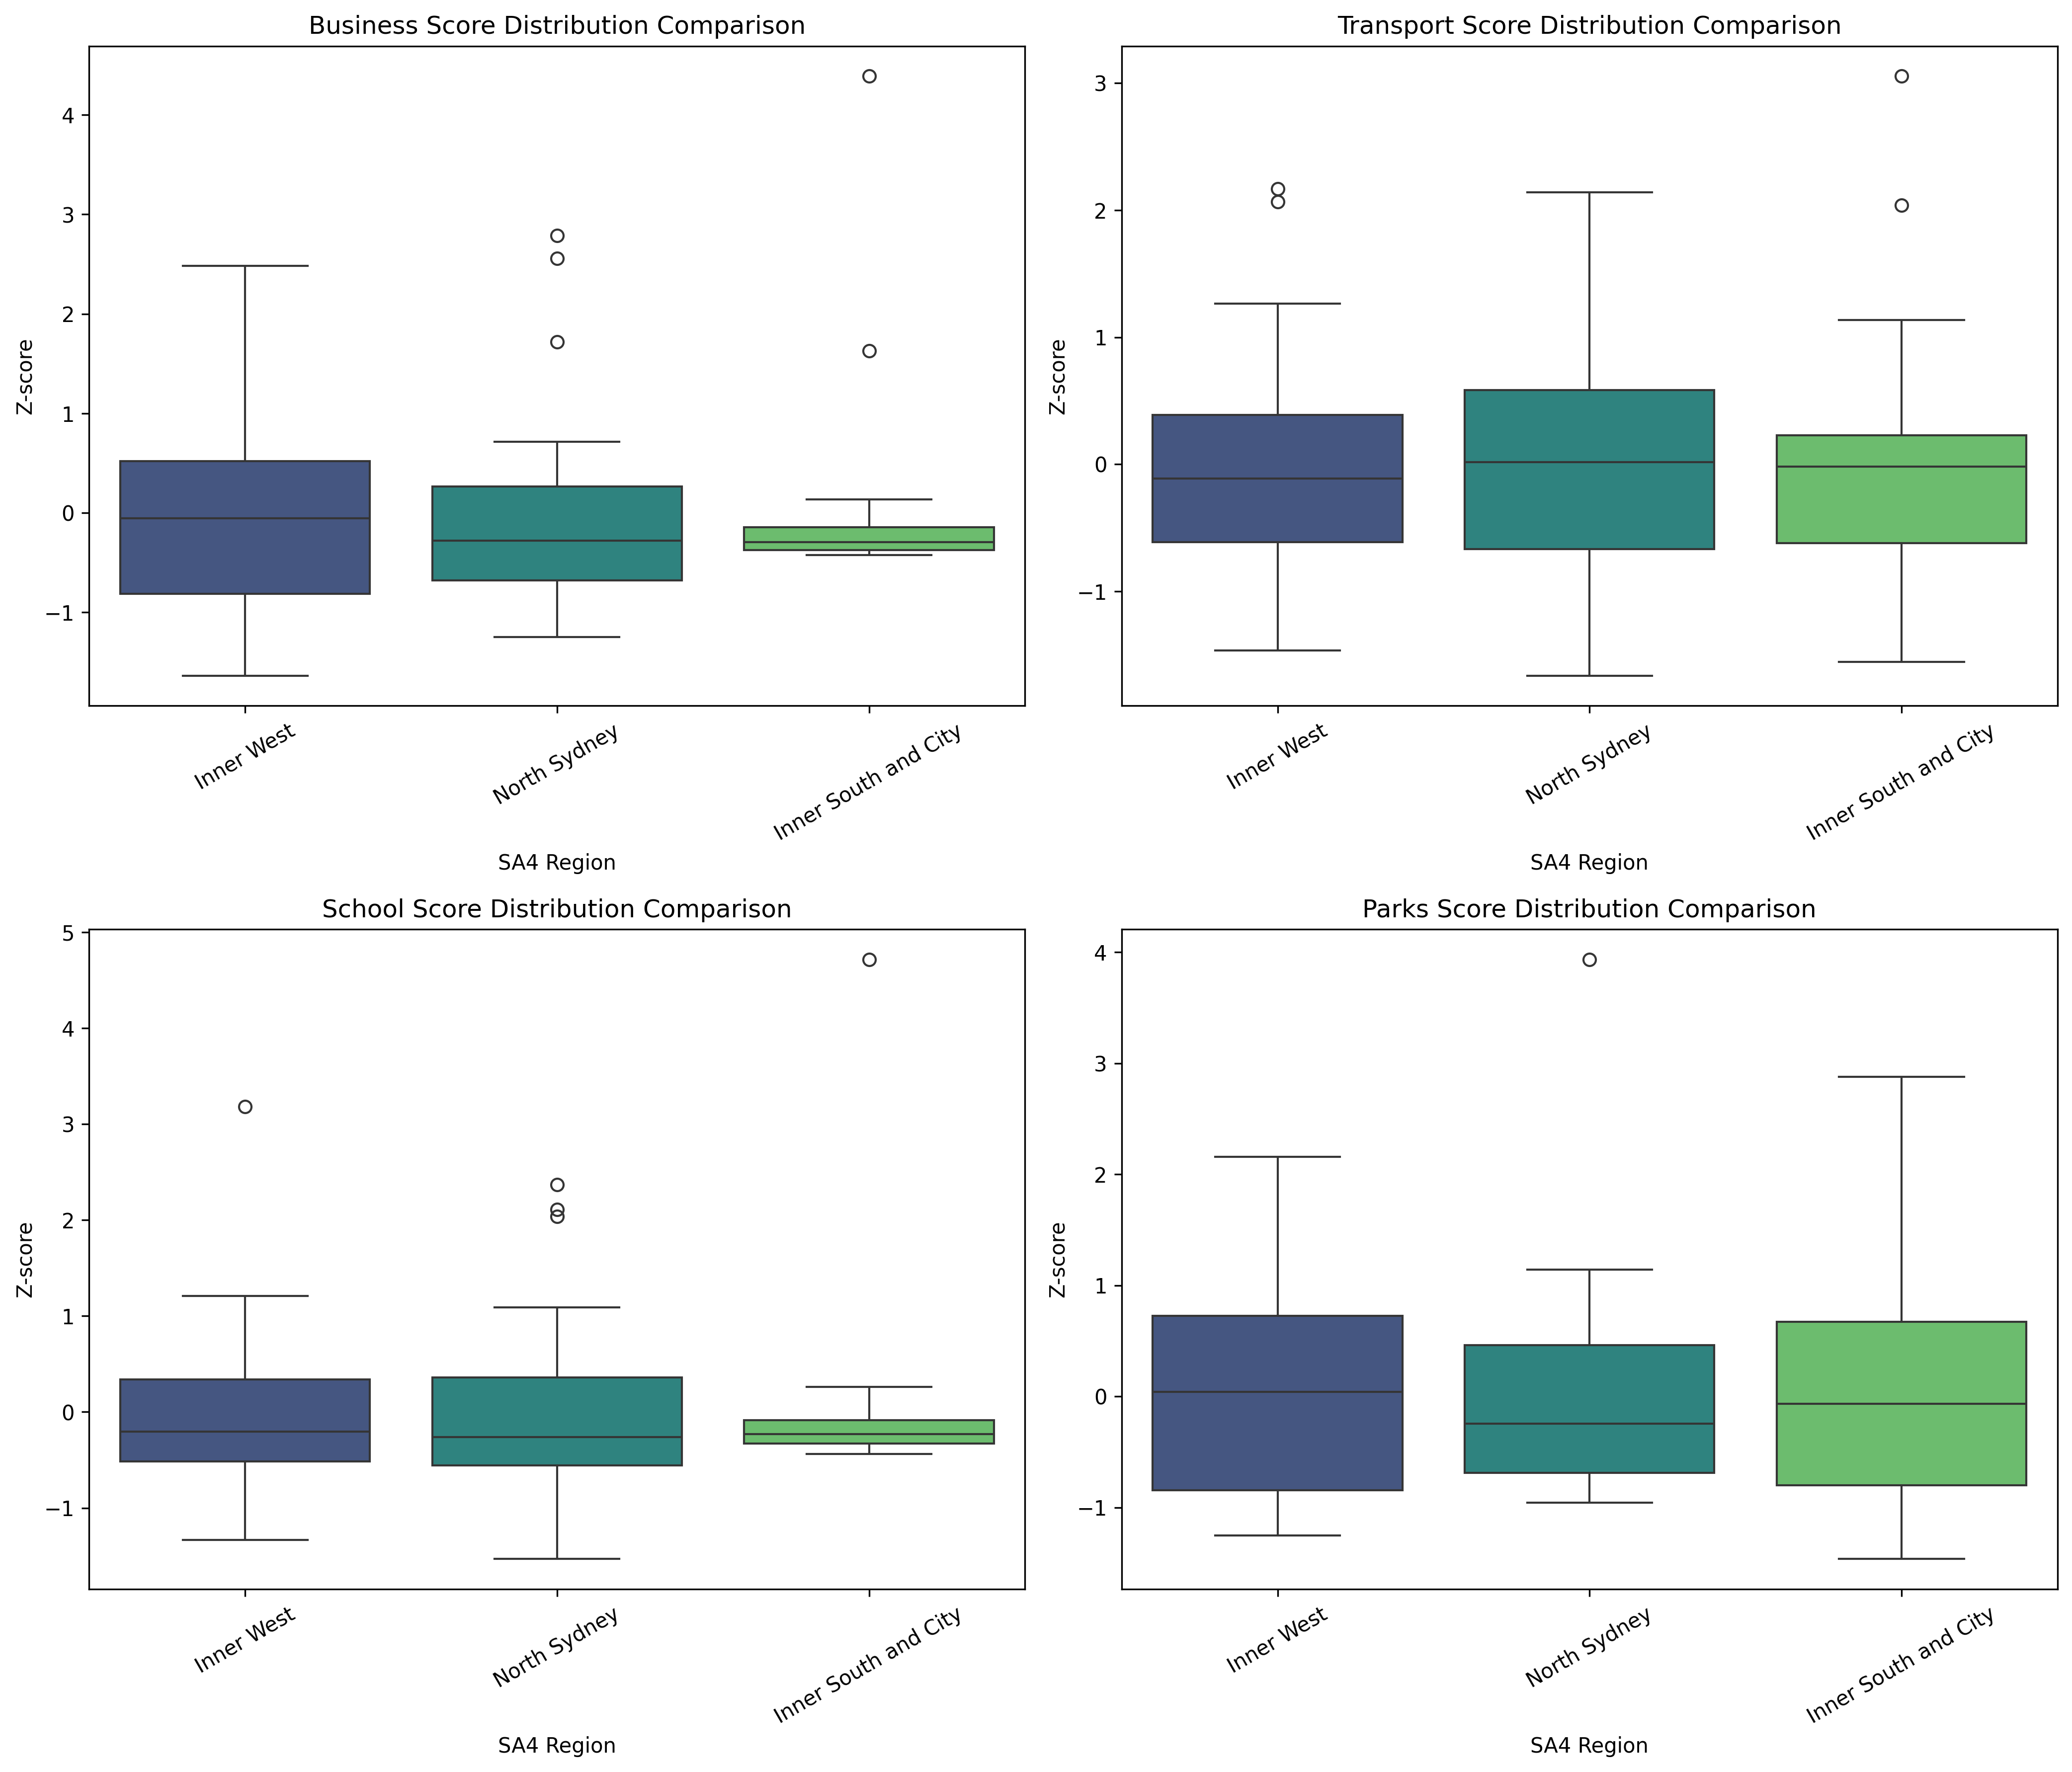 Business Score Distribution Comparison
4
3
2
1
0
−1
Z-score
Inner West
North Sydney
Inner South and City
SA4 Region
Transport Score Distribution Comparison
3
2
1
0
−1
Z-score
Inner West
North Sydney
Inner South and City
SA4 Region
School Score Distribution Comparison
5
4
3
2
1
0
−1
Z-score
Inner West
North Sydney
Inner South and City
SA4 Region
Parks Score Distribution Comparison
4
3
2
1
0
−1
Z-score
Inner West
North Sydney
Inner South and City
SA4 Region